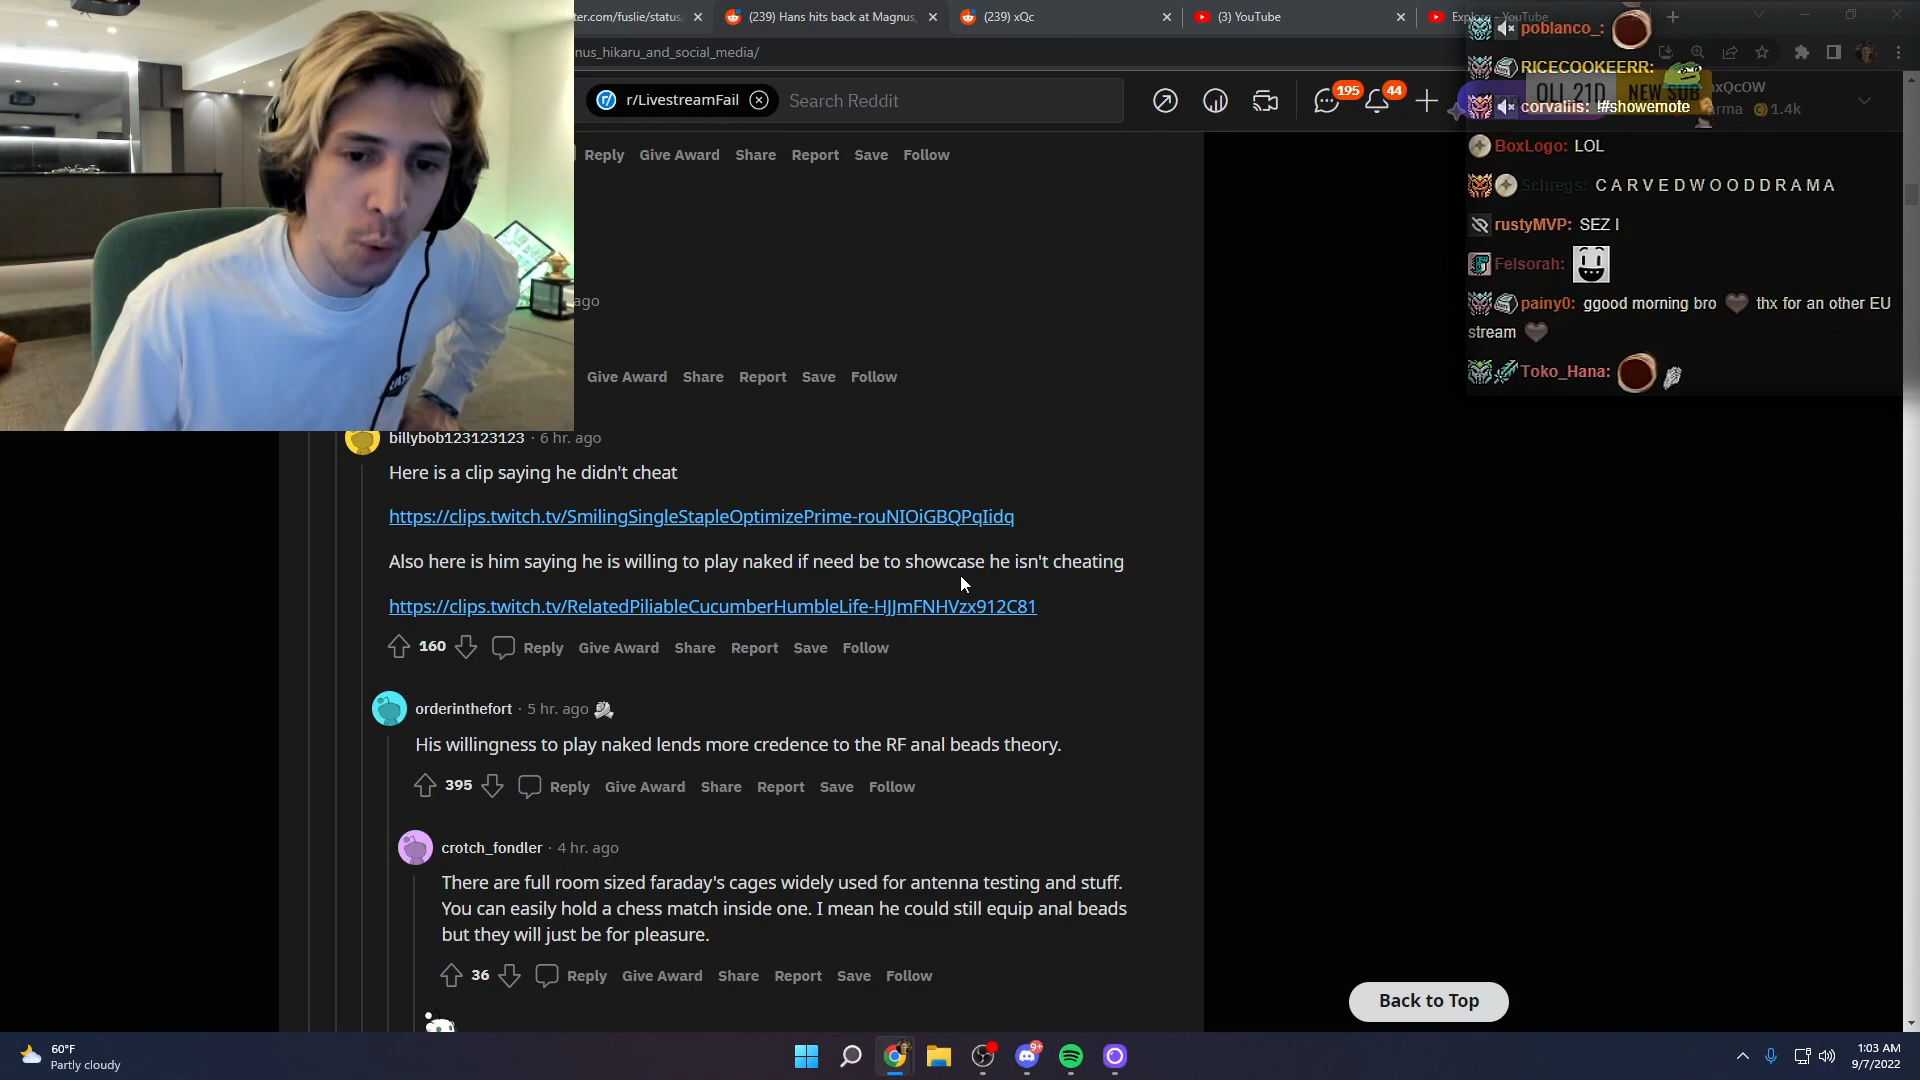 ter.com/fuslie/status
(239) Hans hits back at Magnus,
(239) xQc
(3) YouTube
nus_hikaru_and_social_media/
r/LivestreamFail
Search Reddit
195
44
1.4k
poblanco_:
RICECOOKEERR:
OLI_21D
NEW SUB
corvaliis: !#showemote
BoxLogo: LOL
Schregs: C A R V E D W O O D D R A M A
rustyMVP: SEZ I
Felsorah:
painy0: ggood morning bro thx for an other EU
stream
Toko_Hana:
Reply Give Award Share Report Save Follow
ago
Give Award Share Report Save Follow
billybob123123123 · 6 hr. ago
Here is a clip saying he didn't cheat
https://clips.twitch.tv/SmilingSingleStapleOptimizePrime-rouNIOiGBQPqIidq
Also here is him saying he is willing to play naked if need be to showcase he isn't cheating
https://clips.twitch.tv/RelatedPiliableCucumberHumbleLife-HJJmFNHVzx912C81
160 Reply Give Award Share Report Save Follow
orderinthefort · 5 hr. ago
His willingness to play naked lends more credence to the RF anal beads theory.
395 Reply Give Award Share Report Save Follow
crotch_fondler · 4 hr. ago
There are full room sized faraday's cages widely used for antenna testing and stuff.
You can easily hold a chess match inside one. I mean he could still equip anal beads
but they will just be for pleasure.
36 Reply Give Award Share Report Save Follow
Back to Top
60°F
Partly cloudy
9+
1:03 AM
9/7/2022